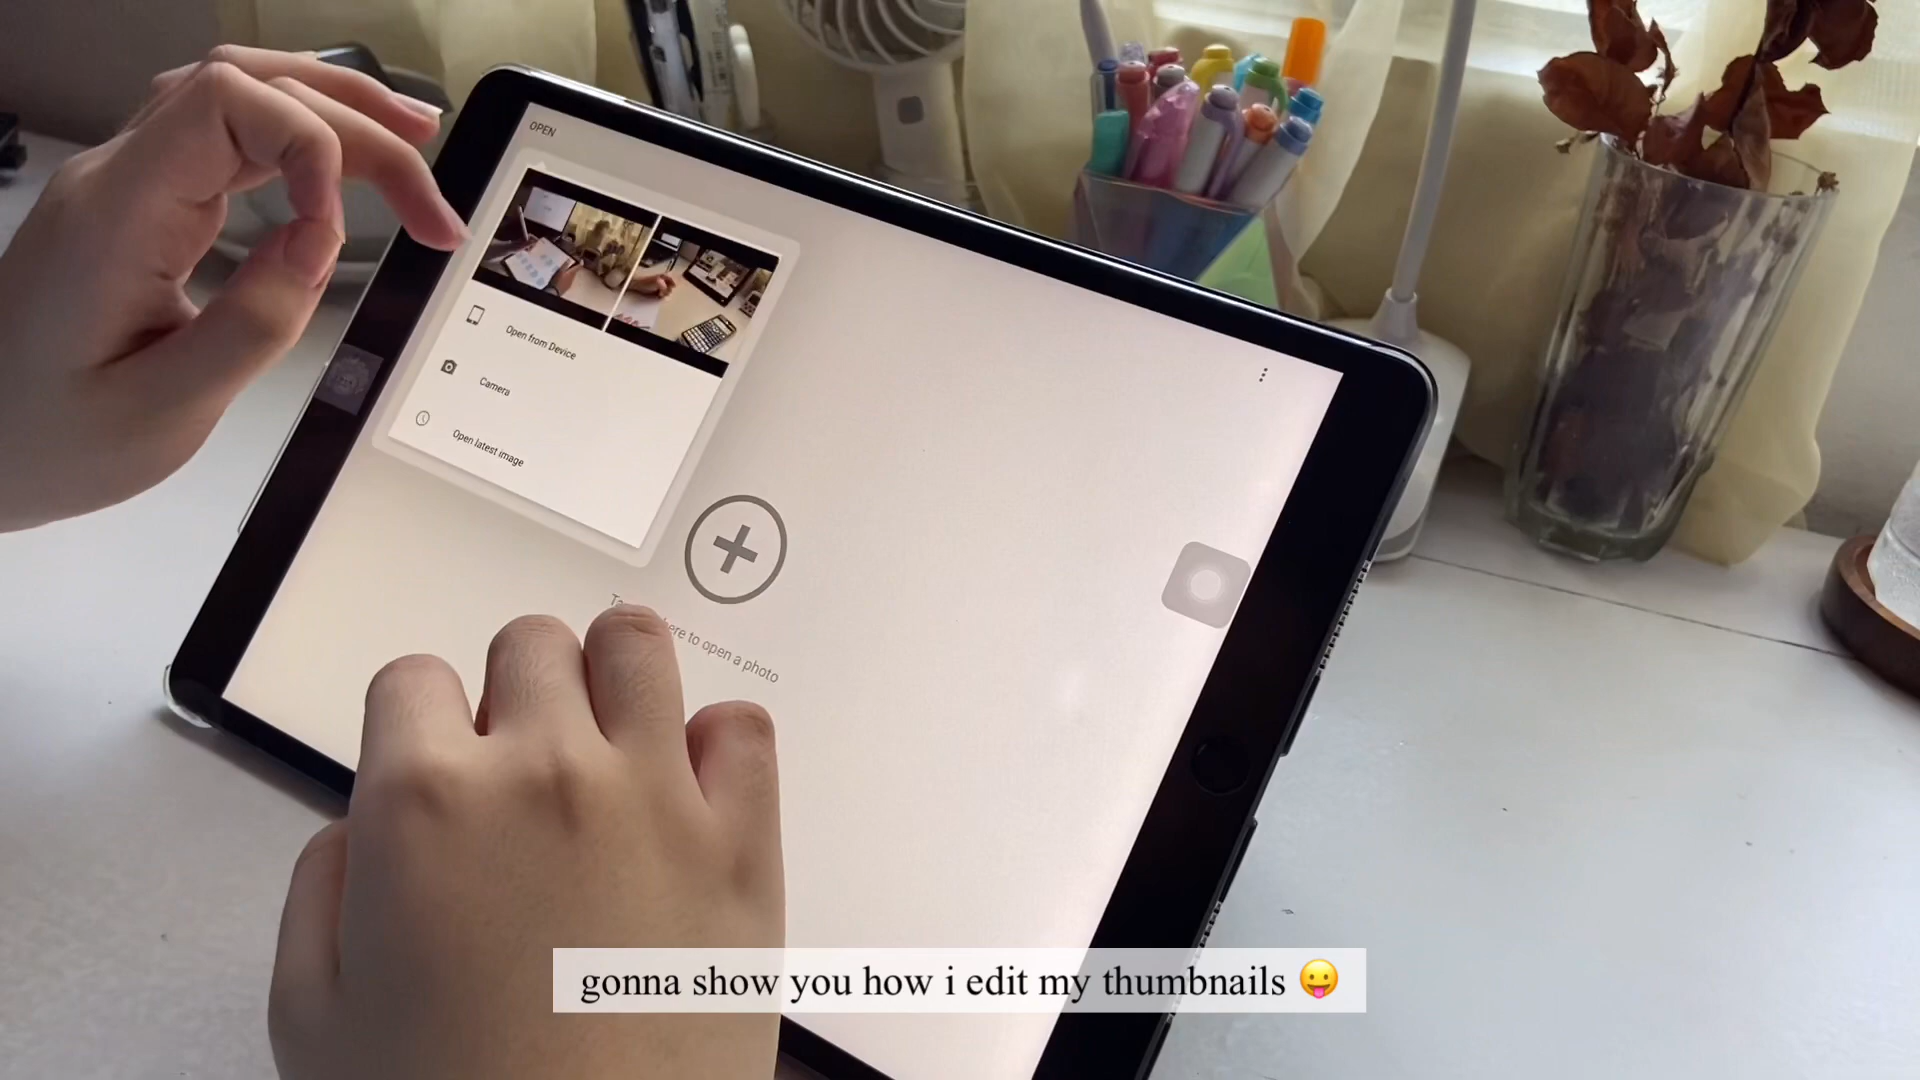 OPEN
Open from Device
Camera
Open latest image
here to open a photo
gonna show you how i edit my thumbnails 😛